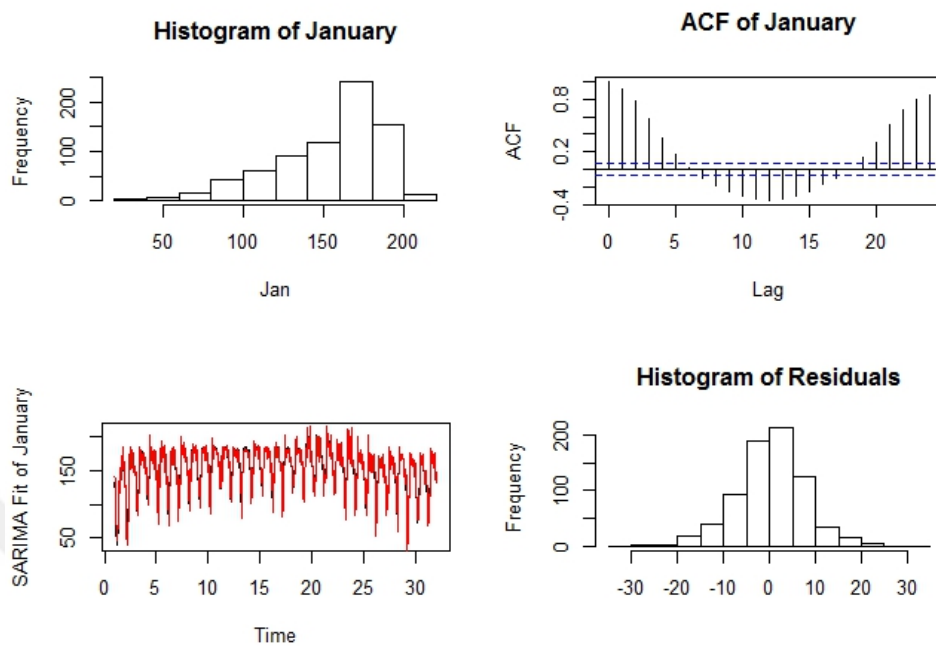 Histogram of January
Frequency
0 100 200
50 100 150 200
Jan
ACF of January
ACF
-0.4 0.2 0.8
0 5 10 15 20
Lag
SARIMA Fit of January
50 150
0 5 10 15 20 25 30
Time
Histogram of Residuals
Frequency
0 100 200
-30 -20 -10 0 10 20 30